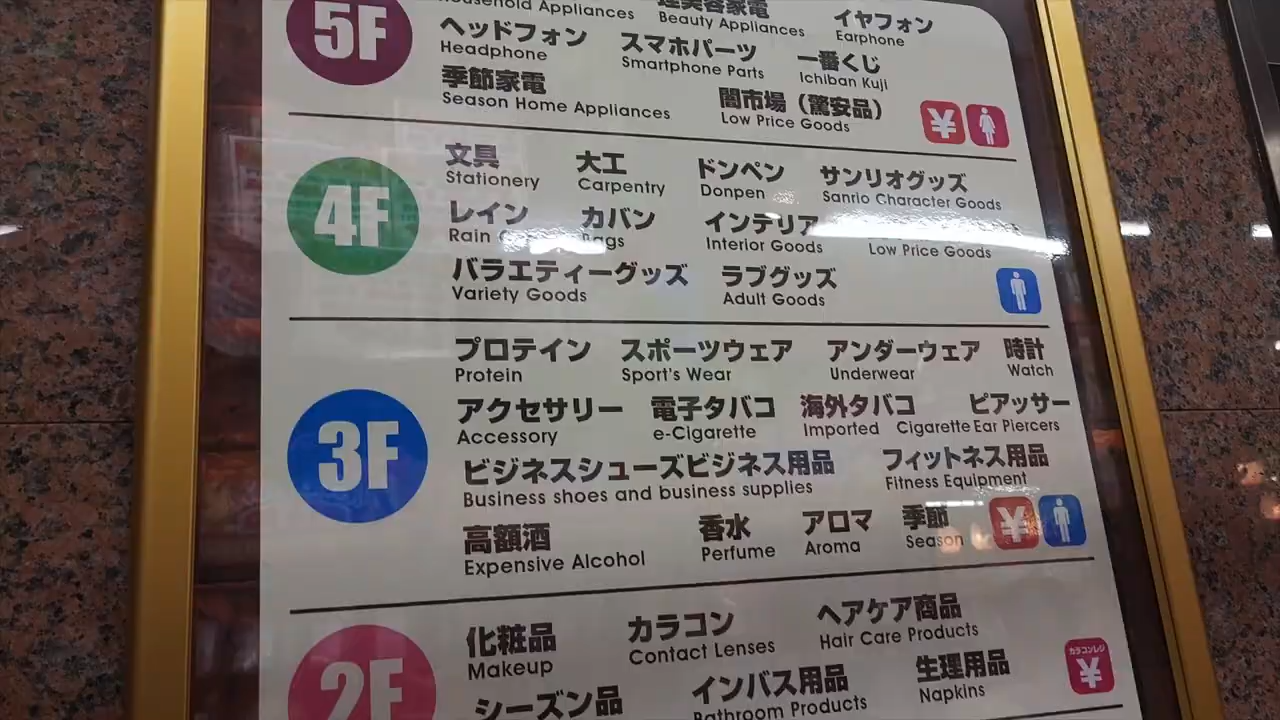 5F
Household Appliances Beauty Appliances イヤフォン
Earphone
ヘッドフォン スマホパーツ 一番くじ
Headphone Smartphone Parts Ichiban Kuji
季節家電 闇市場（驚安品）
Season Home Appliances Low Price Goods
¥
4F
文具 大工 ドンペン サンリオグッズ
Stationery Carpentry Donpen Sanrio Character Goods
レイン カバン インテリア
Rain Bags Interior Goods Low Price Goods
バラエティーグッズ ラブグッズ
Variety Goods Adult Goods
3F
プロテイン スポーツウェア アンダーウェア 時計
Protein Sport's Wear Underwear Watch
アクセサリー 電子タバコ 海外タバコ ピアッサー
Accessory e-Cigarette Imported Cigarette Ear Piercers
ビジネスシューズビジネス用品 フィットネス用品
Business shoes and business supplies Fitness Equipment
高額酒 香水 アロマ 季節
Expensive Alcohol Perfume Aroma Season
¥
2F
化粧品 カラコン ヘアケア商品
Makeup Contact Lenses Hair Care Products
シーズン品 インバス用品 生理用品
Bathroom Products Napkins
カラコンレジ
¥